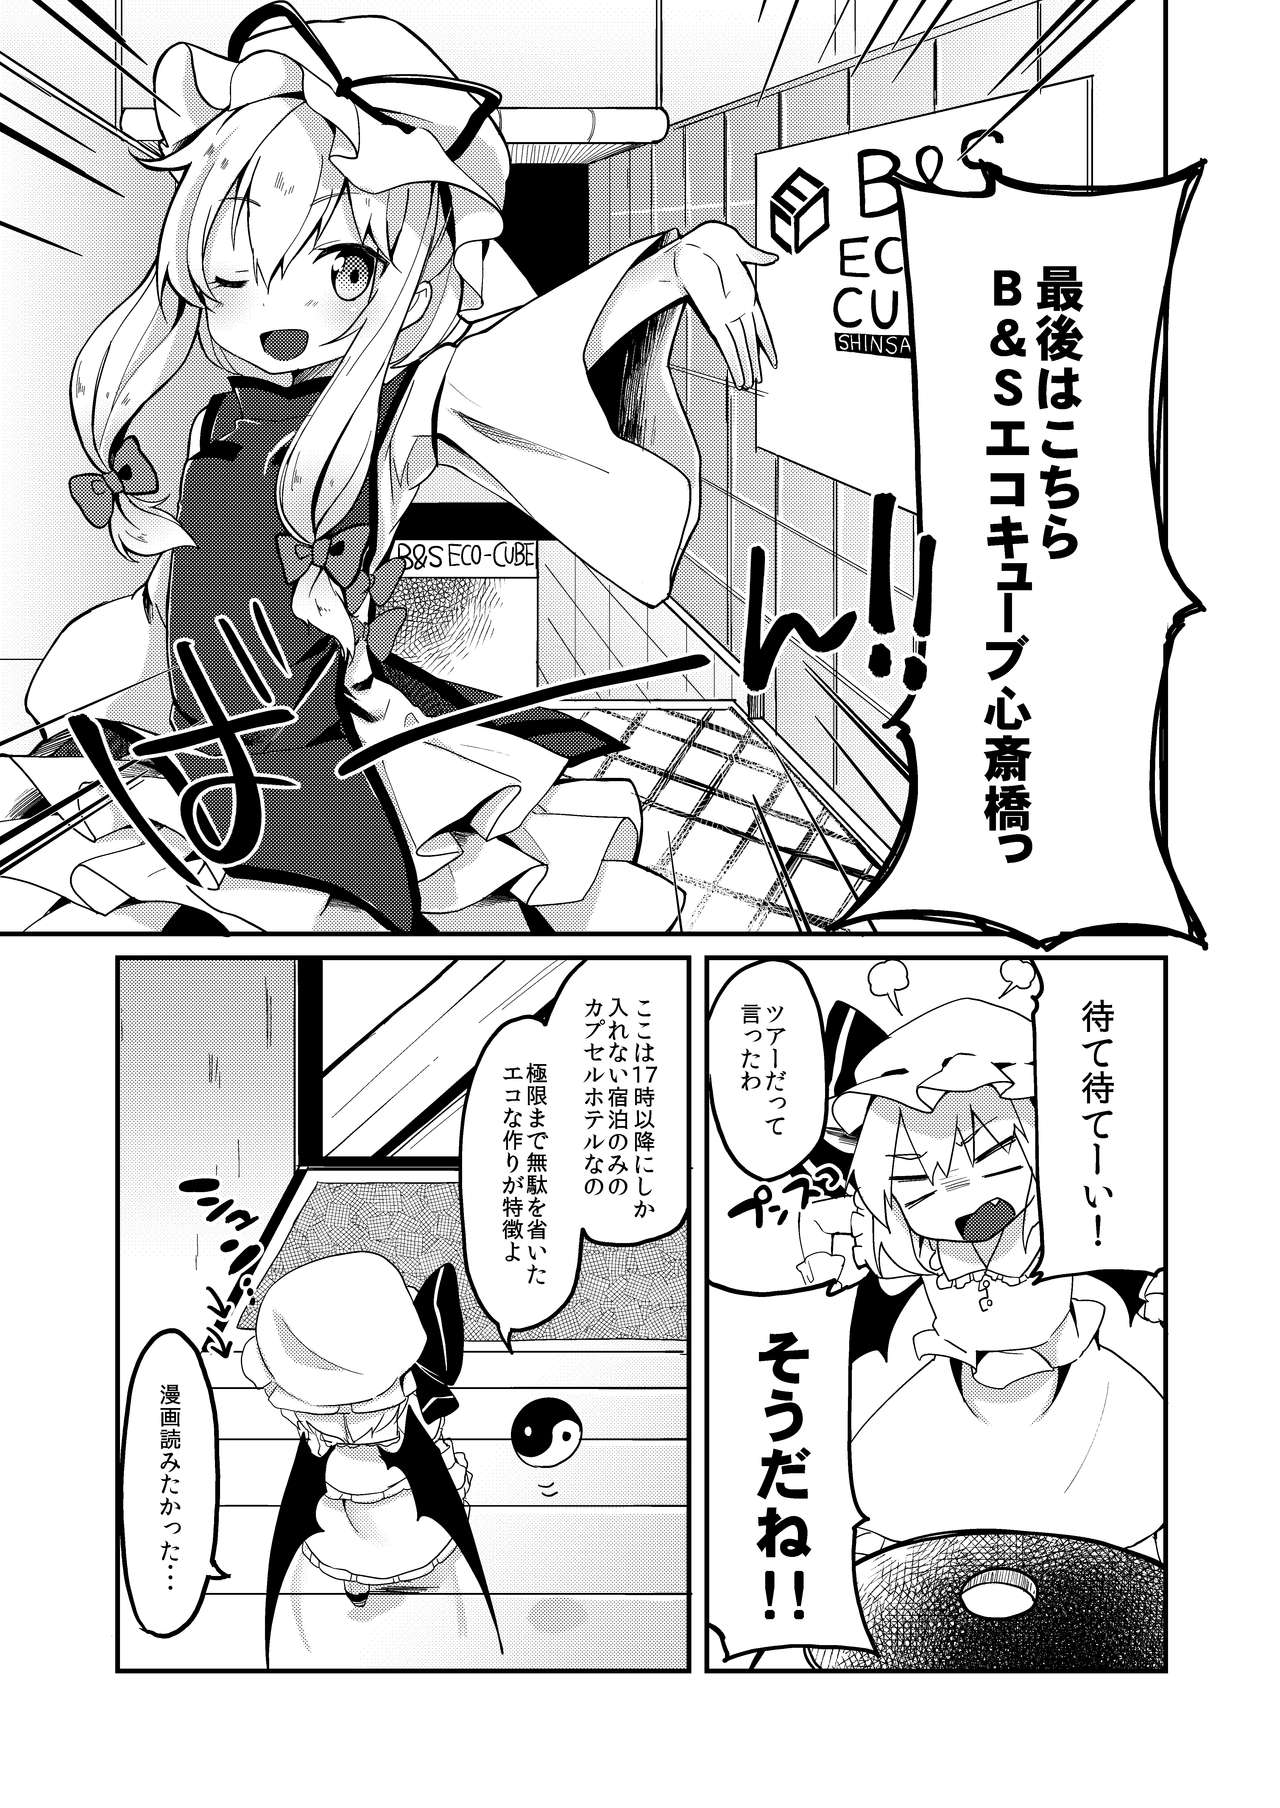 最後はこちら
B&Sエコキューブ心斎橋っ
B&S
EC
CU
SHINSA
B&S ECO-CUBE
ばーん!!
待て待てーい!
ツアーだって
言ったわ
プンスコ
そうだね!!
ここは17時以降にしか
入れない宿泊のみの
カプセルホテルなの
極限まで無駄を省いた
エコな作りが特徴よ
シュン…
漫画読みたかった…